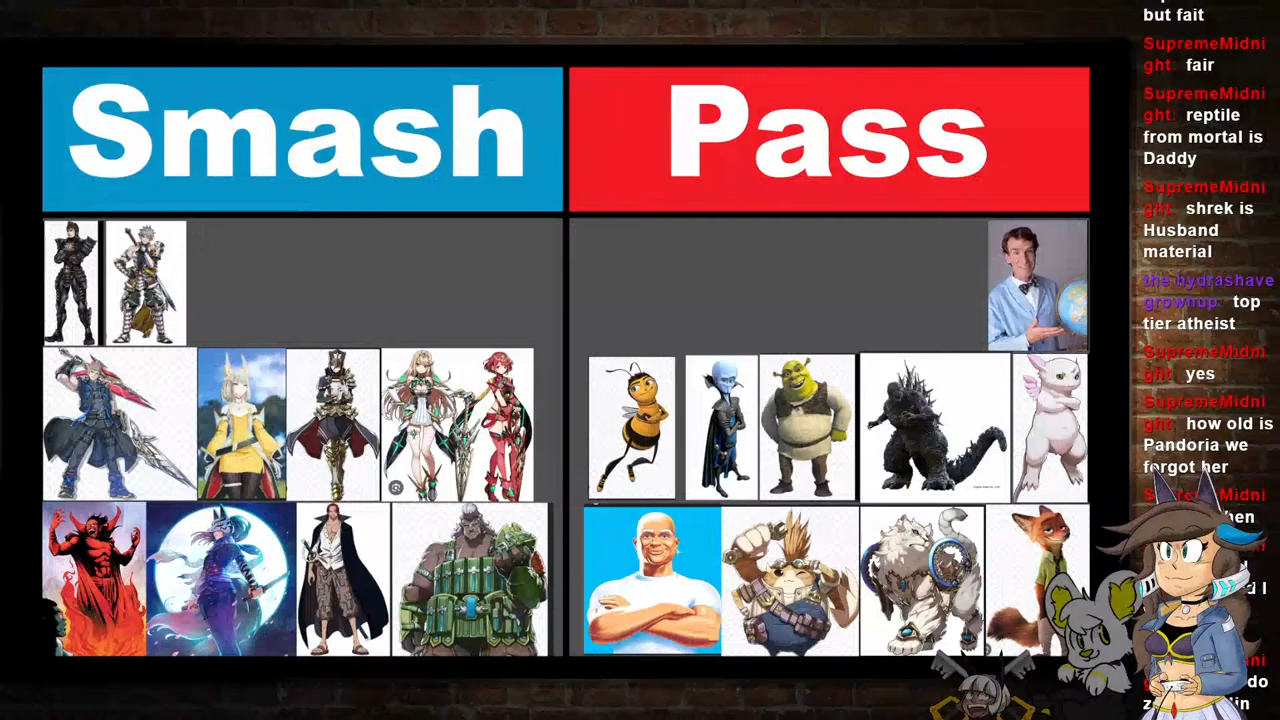 Smash
Pass
but fait
SupremeMidni
ght: fair
SupremeMidni
ght: reptile
from mortal is
Daddy
SupremeMidni
ght: shrek is
Husband
material
the hydrashave
grownup: top
tier atheist
SupremeMidni
ght: yes
SupremeMidni
ght: how old is
Pandoria we
forgot her